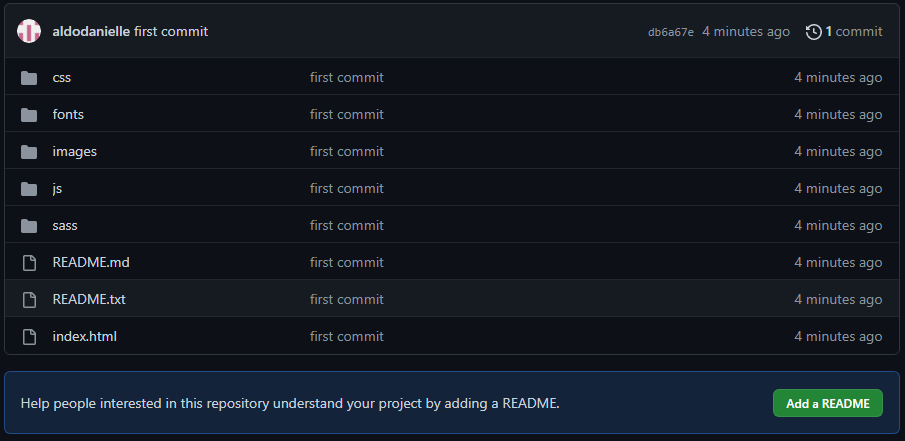 aldodanielle first commit db6a67e 4 minutes ago 1 commit
css first commit 4 minutes ago
fonts first commit 4 minutes ago
images first commit 4 minutes ago
js first commit 4 minutes ago
sass first commit 4 minutes ago
README.md first commit 4 minutes ago
README.txt first commit 4 minutes ago
index.html first commit 4 minutes ago
Help people interested in this repository understand your project by adding a README. Add a README